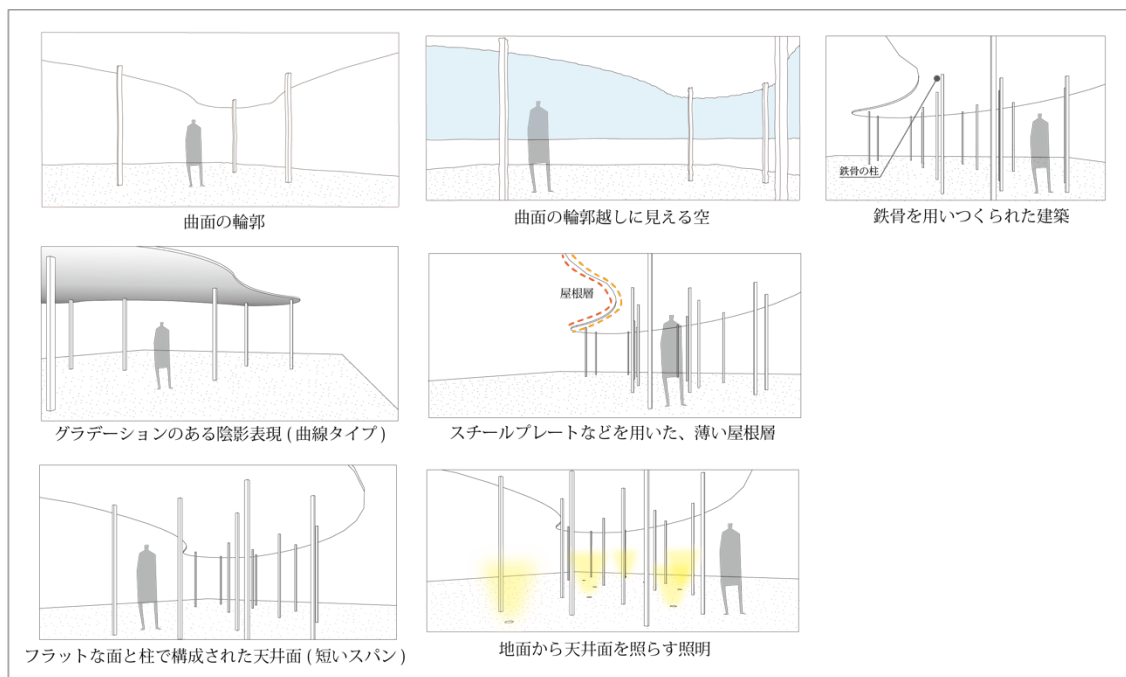 曲面の輪郭
曲面の輪郭越しに見える空
鉄骨の柱
鉄骨を用いつくられた建築
グラデーションのある陰影表現 ( 曲線タイプ )
屋根層
スチールプレートなどを用いた、薄い屋根層
フラットな面と柱で構成された天井面 ( 短いスパン )
地面から天井面を照らす照明